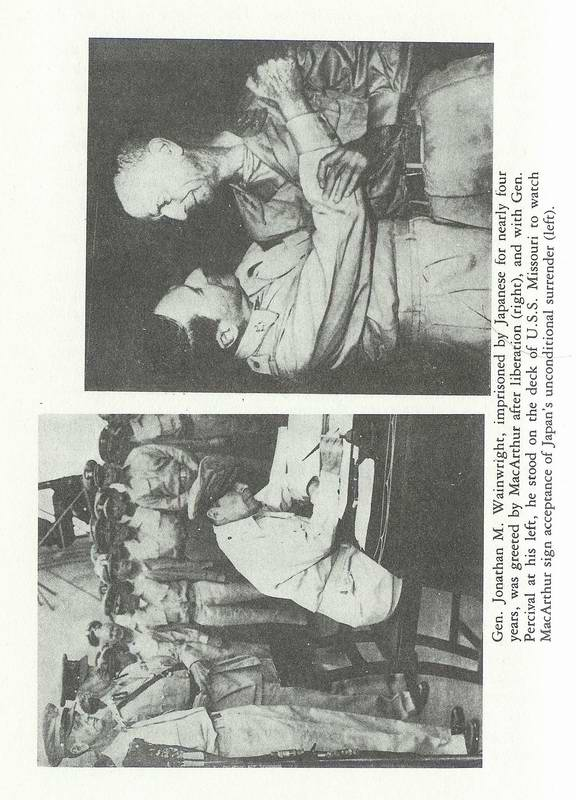 Gen. Jonathan M. Wainwright, imprisoned by Japanese for nearly four
years, was greeted by MacArthur after liberation (right), and with Gen.
Percival at his left, he stood on the deck of U.S.S. Missouri to watch
MacArthur sign acceptance of Japan's unconditional surrender (left).